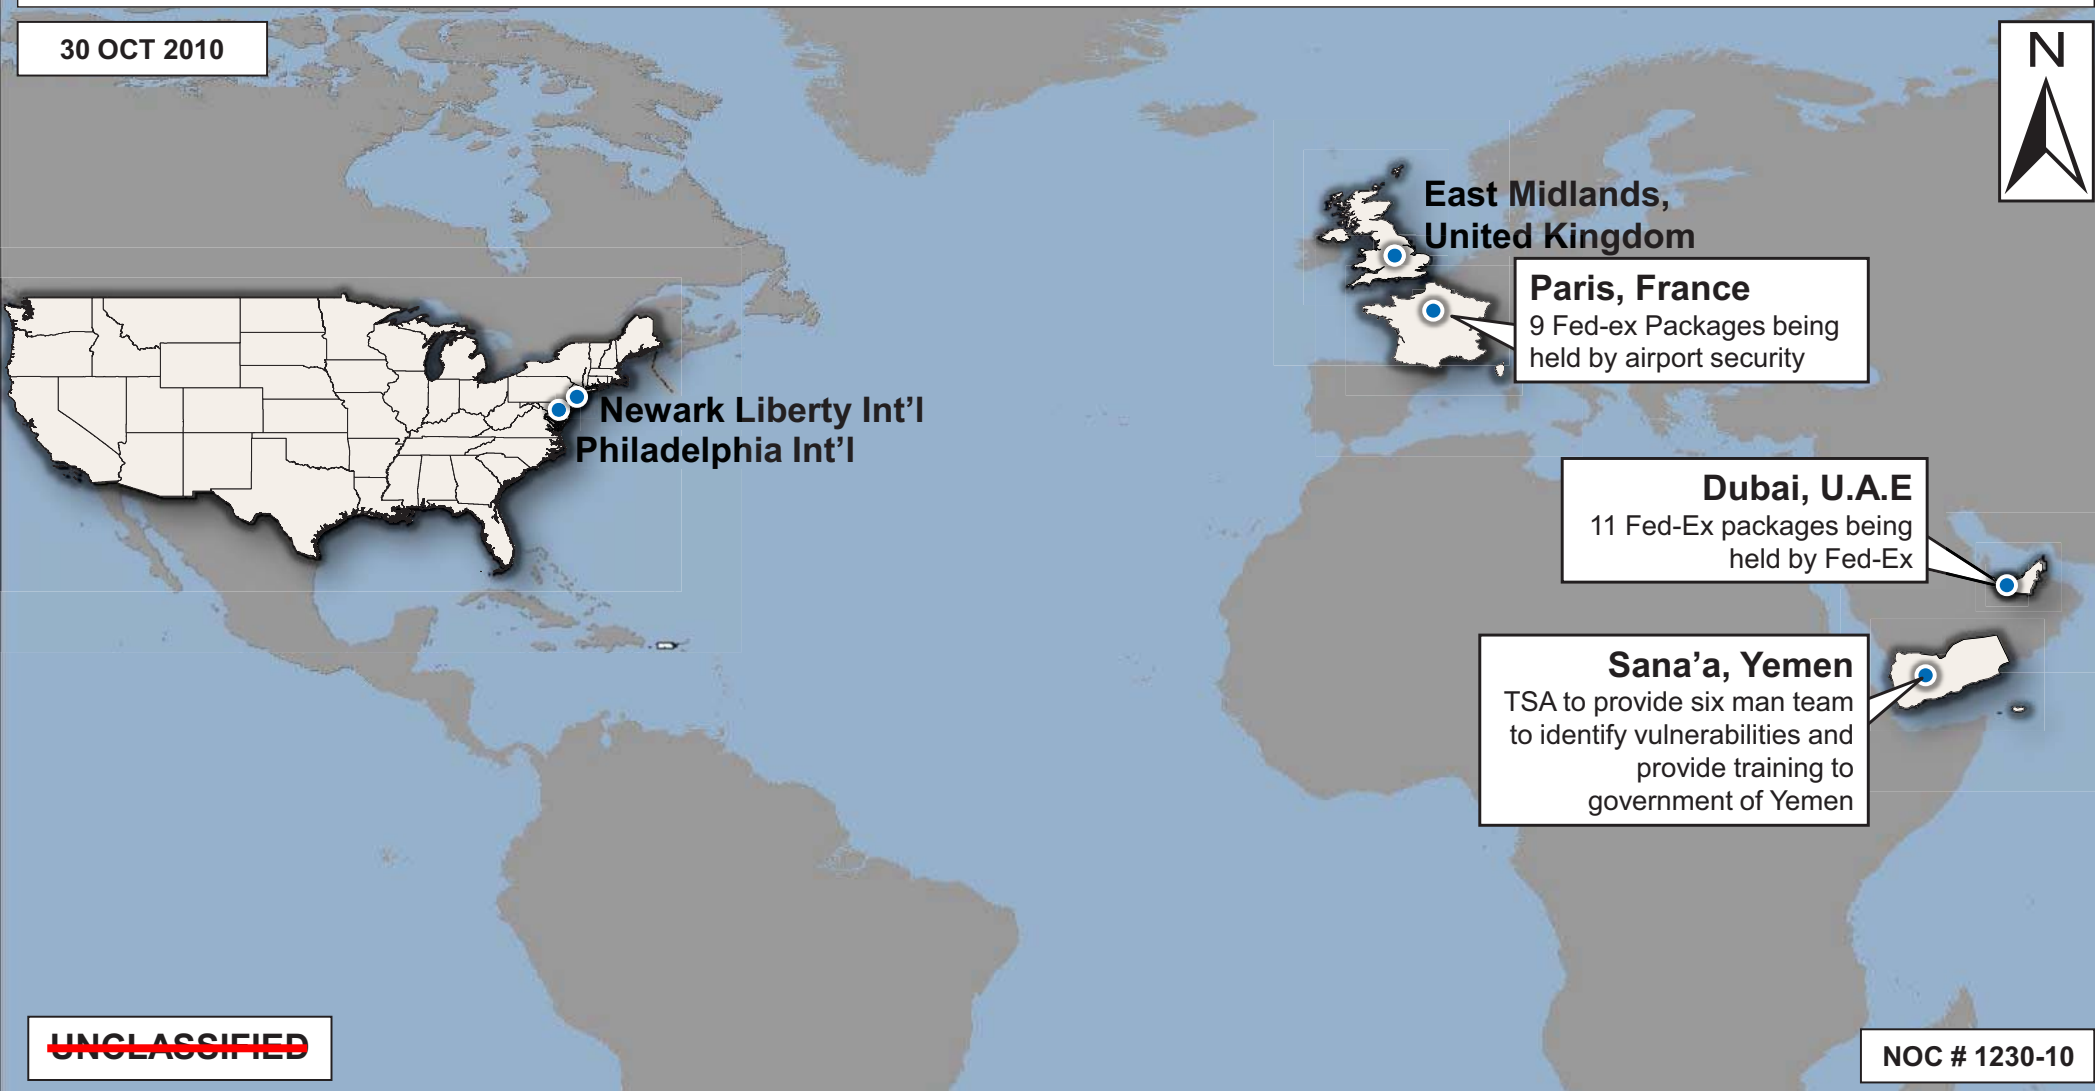 30 OCT 2010
N
East Midlands,
United Kingdom
Paris, France
9 Fed-ex Packages being
held by airport security
Newark Liberty Int’l
Philadelphia Int’l
Dubai, U.A.E
11 Fed-Ex packages being
held by Fed-Ex
Sana’a, Yemen
TSA to provide six man team
to identify vulnerabilities and
provide training to
government of Yemen
UNCLASSIFIED
NOC # 1230-10